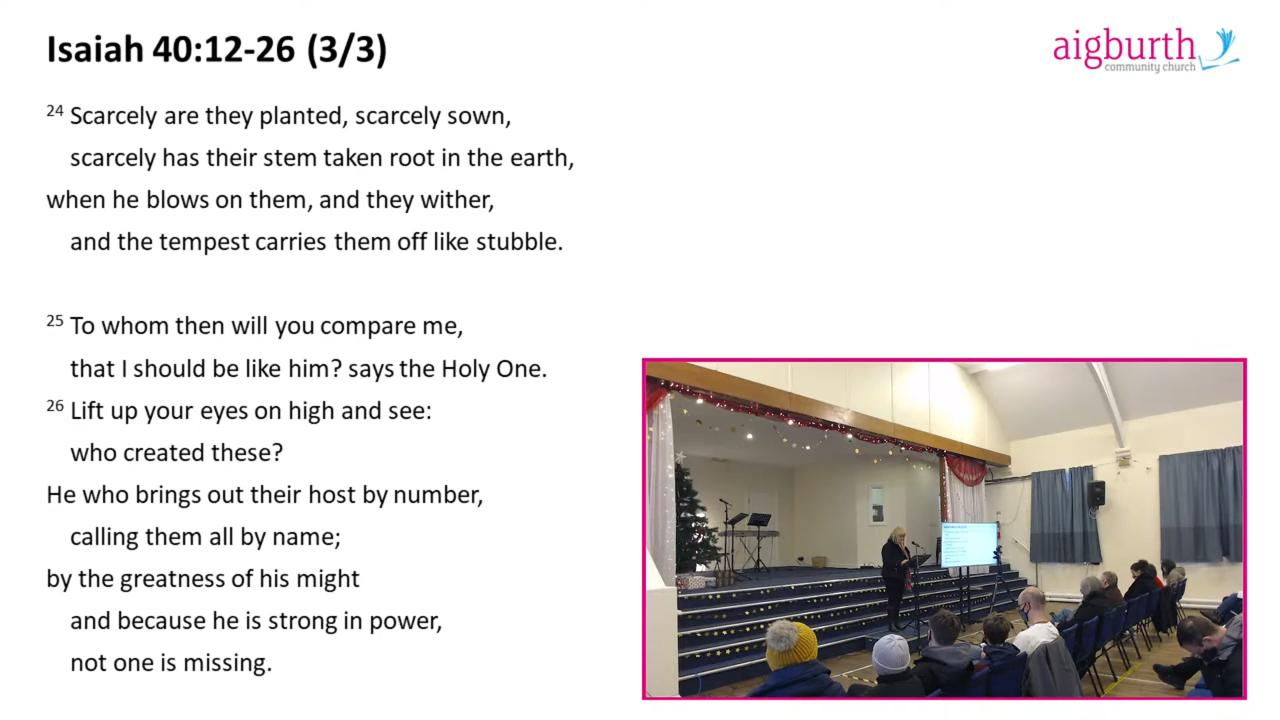 Isaiah 40:12-26 (3/3)
aigburth
community church
24 Scarcely are they planted, scarcely sown,
scarcely has their stem taken root in the earth,
when he blows on them, and they wither,
and the tempest carries them off like stubble.
25 To whom then will you compare me,
that I should be like him? says the Holy One.
26 Lift up your eyes on high and see:
who created these?
He who brings out their host by number,
calling them all by name;
by the greatness of his might
and because he is strong in power,
not one is missing.